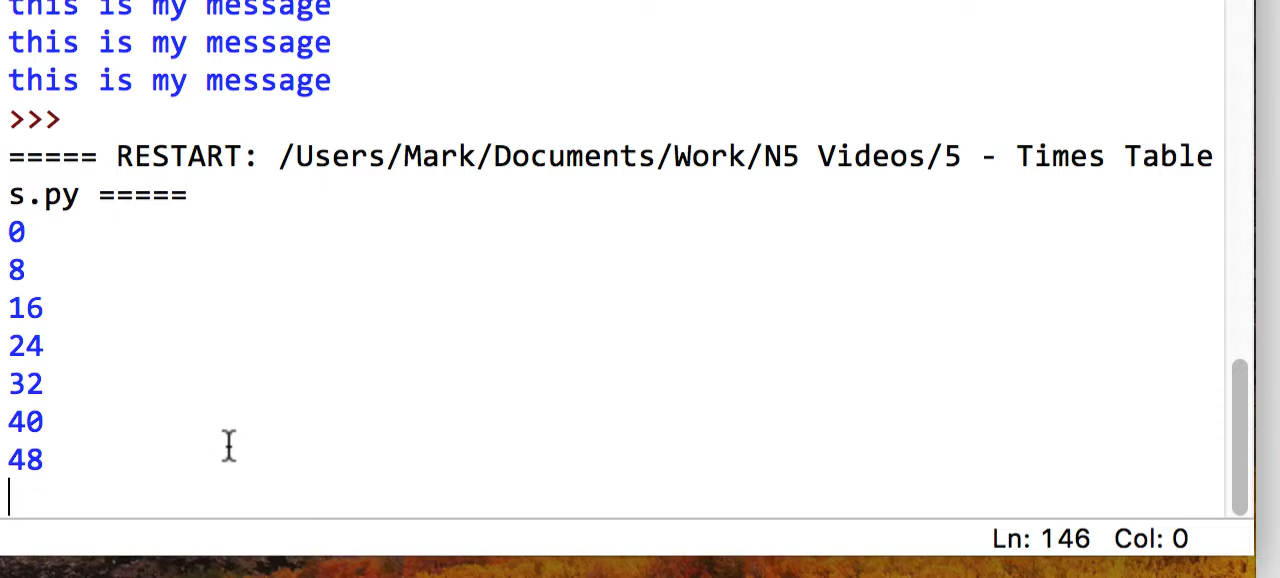 this is my message
this is my message
this is my message
>>>
===== RESTART: /Users/Mark/Documents/Work/N5 Videos/5 - Times Table
s.py =====
0
8
16
24
32
40
48
Ln: 146 Col: 0